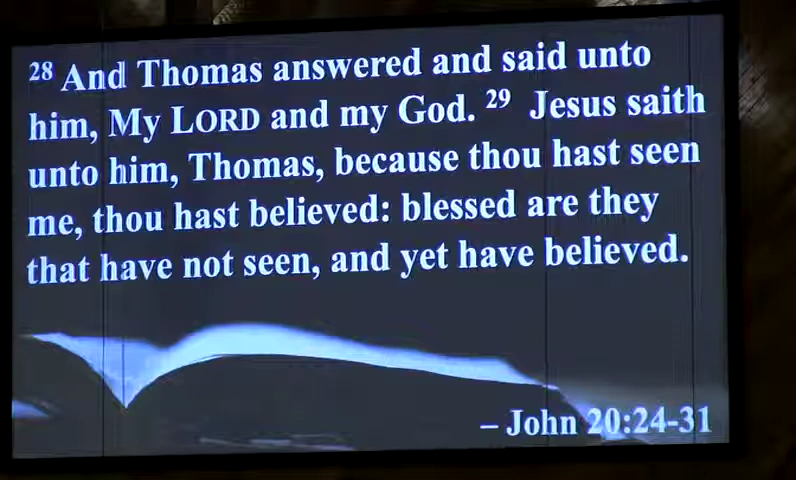 28 And Thomas answered and said unto
him, My LORD and my God. 29 Jesus saith
unto him, Thomas, because thou hast seen
me, thou hast believed: blessed are they
that have not seen, and yet have believed.
– John 20:24-31